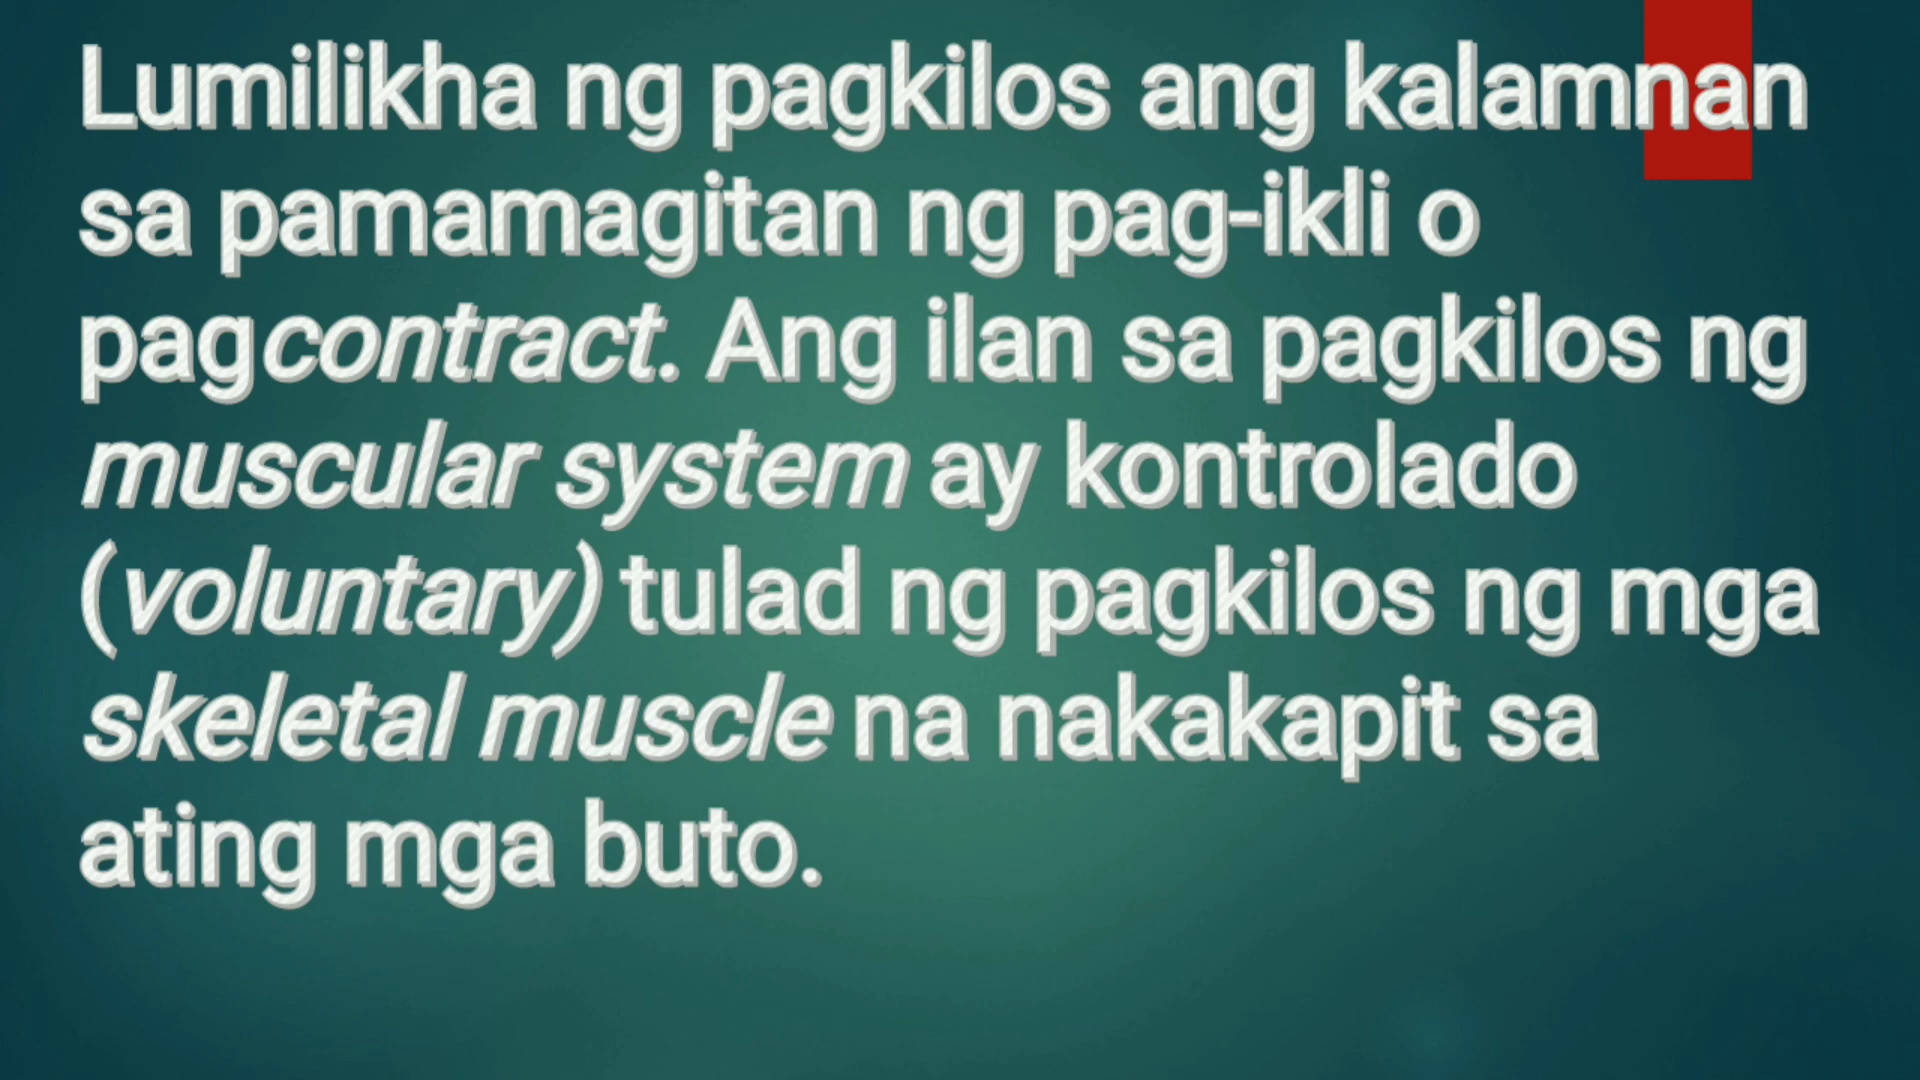 Lumilikha ng pagkilos ang kalamnan
sa pamamagitan ng pag-ikli o
pagcontract. Ang ilan sa pagkilos ng
muscular system ay kontrolado
(voluntary) tulad ng pagkilos ng mga
skeletal muscle na nakakapit sa
ating mga buto.